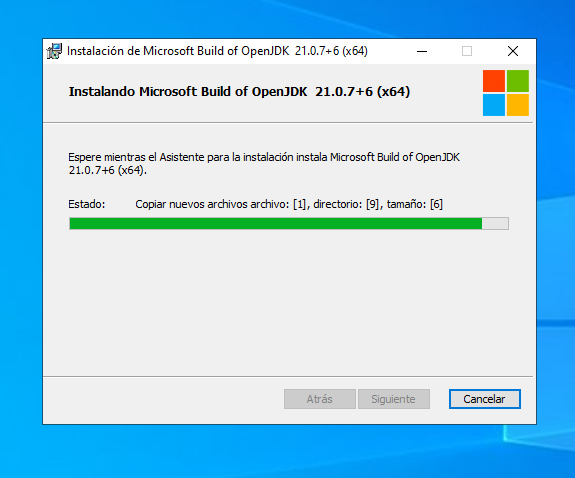 Instalación de Microsoft Build of OpenJDK 21.0.7+6 (x64)
Instalando Microsoft Build of OpenJDK 21.0.7+6 (x64)
Espere mientras el Asistente para la instalación instala Microsoft Build of OpenJDK
21.0.7+6 (x64).
Estado: Copiar nuevos archivos archivo: [1], directorio: [9], tamaño: [6]
Atrás Siguiente Cancelar